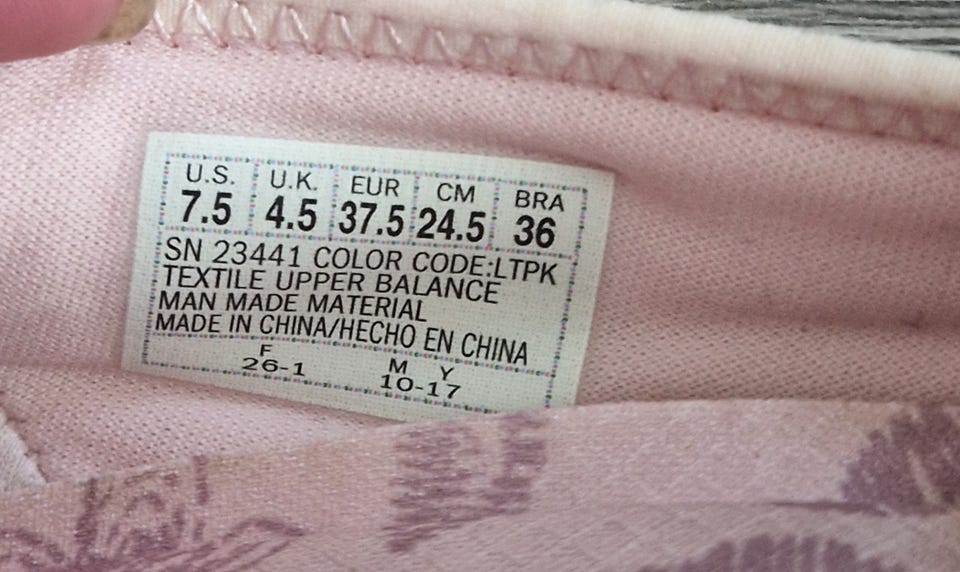 U.S. U.K. EUR CM BRA
7.5 4.5 37.5 24.5 36
SN 23441 COLOR CODE:LTPK
TEXTILE UPPER BALANCE
MAN MADE MATERIAL
MADE IN CHINA/HECHO EN CHINA
F M Y
26-1 10-17